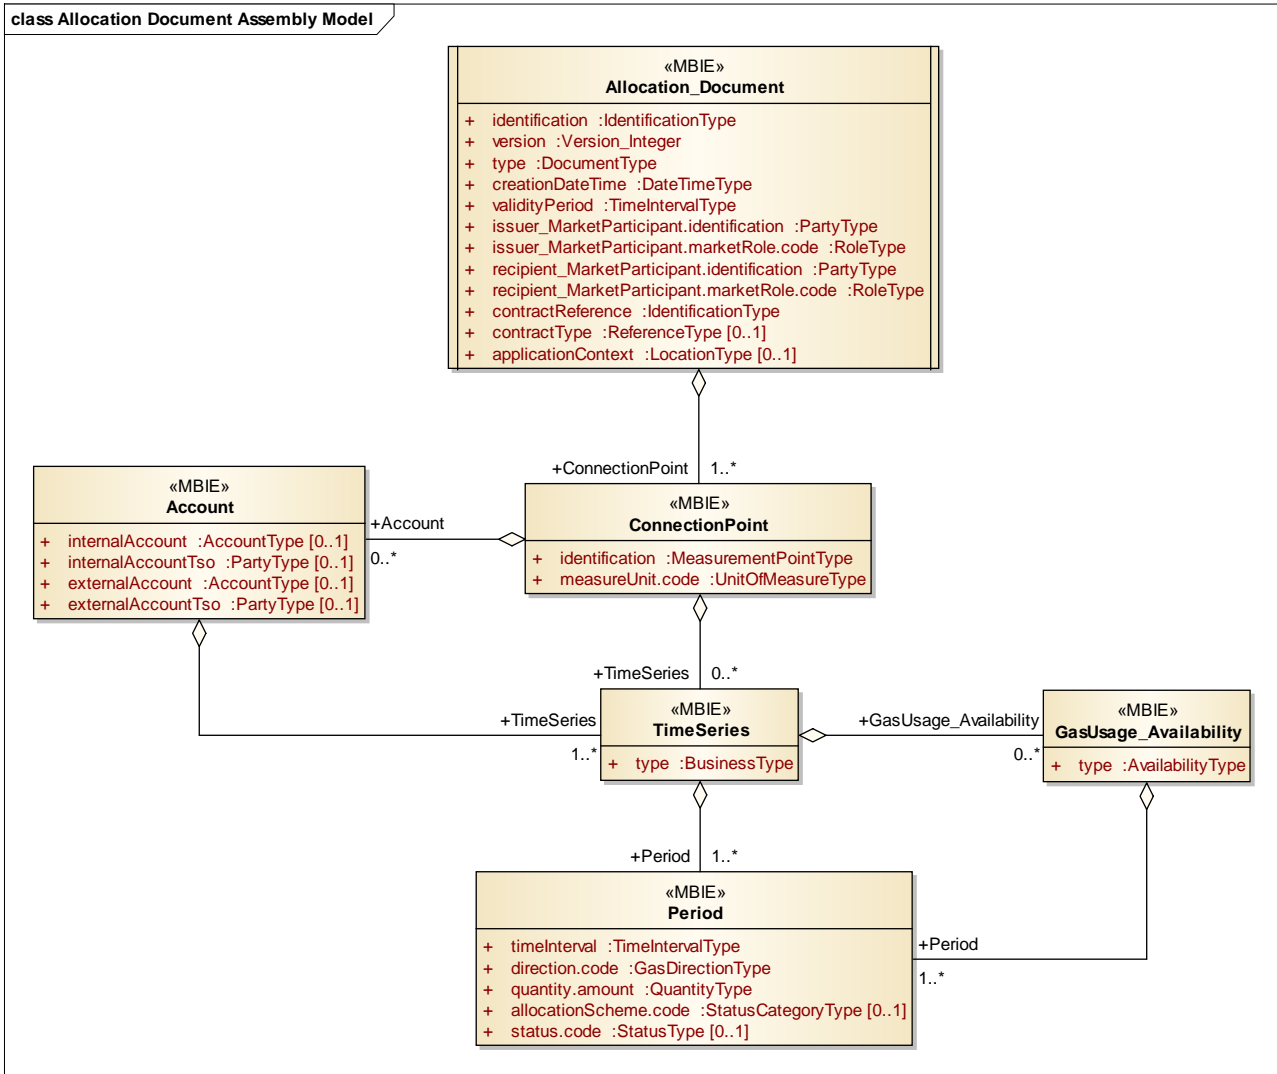 class Allocation Document Assembly Model
«MBIE»
Allocation_Document
+ identification :IdentificationType
+ version :Version_Integer
+ type :DocumentType
+ creationDateTime :DateTimeType
+ validityPeriod :TimeIntervalType
+ issuer_MarketParticipant.identification :PartyType
+ issuer_MarketParticipant.marketRole.code :RoleType
+ recipient_MarketParticipant.identification :PartyType
+ recipient_MarketParticipant.marketRole.code :RoleType
+ contractReference :IdentificationType
+ contractType :ReferenceType [0..1]
+ applicationContext :LocationType [0..1]
+ConnectionPoint 1..*
«MBIE»
Account
+ internalAccount :AccountType [0..1]
+ internalAccountTso :PartyType [0..1]
+ externalAccount :AccountType [0..1]
+ externalAccountTso :PartyType [0..1]
+Account
0..*
«MBIE»
ConnectionPoint
+ identification :MeasurementPointType
+ measureUnit.code :UnitOfMeasureType
+TimeSeries 0..*
+TimeSeries
1..*
«MBIE»
TimeSeries
+ type :BusinessType
+GasUsage_Availability
0..*
«MBIE»
GasUsage_Availability
+ type :AvailabilityType
+Period 1..*
«MBIE»
Period
+ timeInterval :TimeIntervalType
+ direction.code :GasDirectionType
+ quantity.amount :QuantityType
+ allocationScheme.code :StatusCategoryType [0..1]
+ status.code :StatusType [0..1]
+Period
1..*